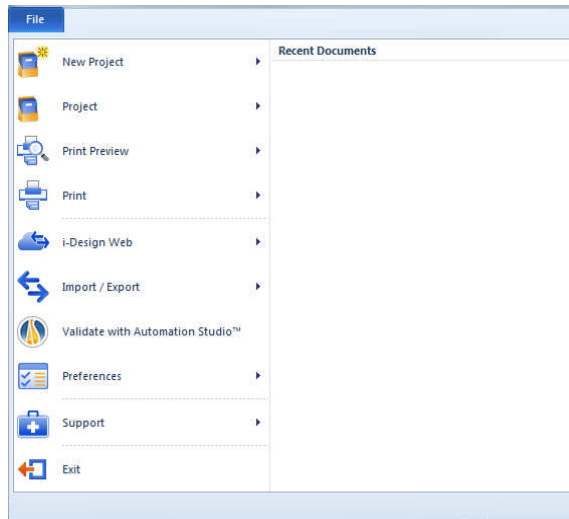 File
Recent Documents
New Project
Project
Print Preview
Print
i-Design Web
Import / Export
Validate with Automation Studio™
Preferences
Support
Exit